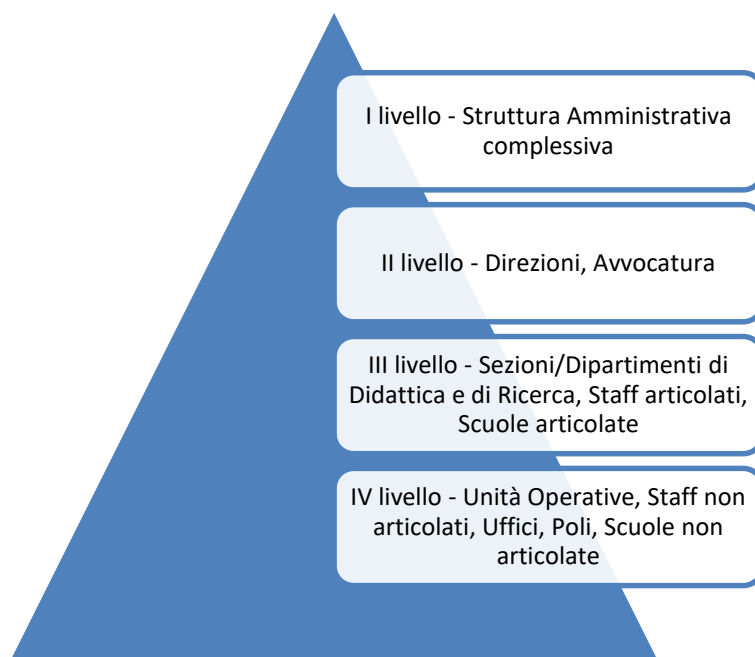 I livello - Struttura Amministrativa
complessiva
II livello - Direzioni, Avvocatura
III livello - Sezioni/Dipartimenti di
Didattica e di Ricerca, Staff articolati,
Scuole articolate
IV livello - Unità Operative, Staff non
articolati, Uffici, Poli, Scuole non
articolate